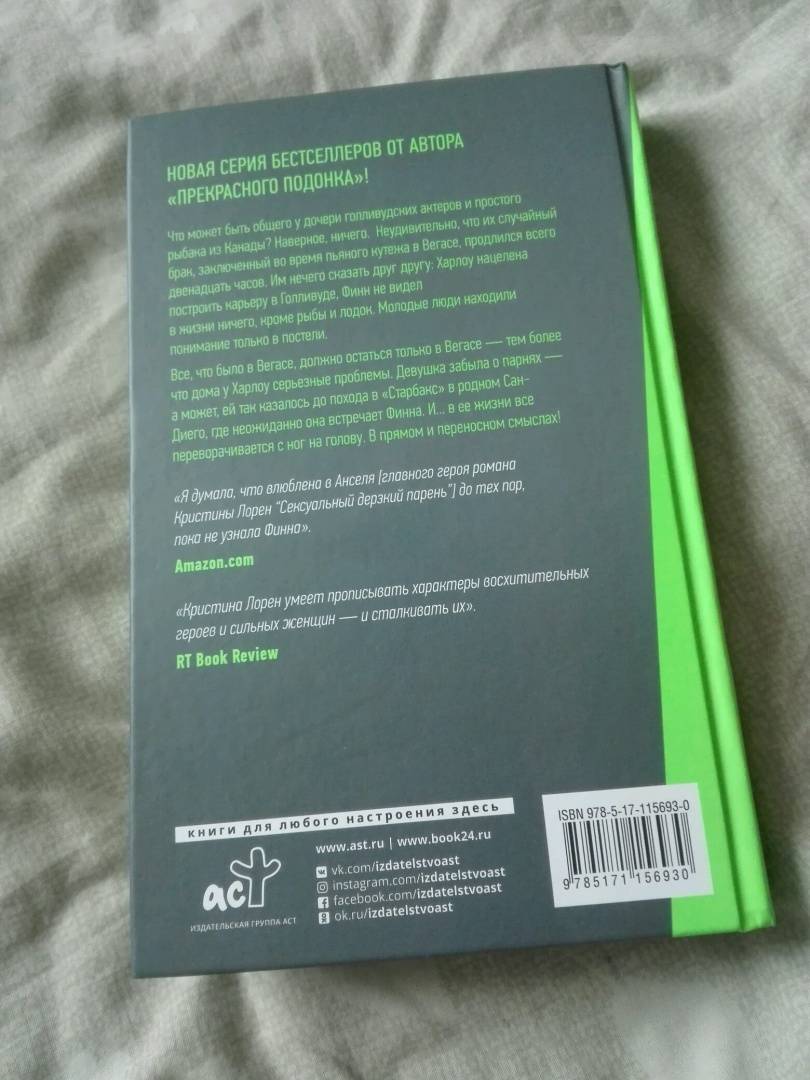 НОВАЯ СЕРИЯ БЕСТСЕЛЛЕРОВ ОТ АВТОРА
«ПРЕКРАСНОГО ПОДОНКА»!
Что может быть общего у дочери голливудских актеров и простого
рыбака из Канады? Наверное, ничего. Неудивительно, что их случайный
брак, заключенный во время пьяного кутежа в Вегасе, продлился всего
двенадцать часов. Им нечего сказать друг другу: Харлоу нацелена
построить карьеру в Голливуде, Финн не видел
в жизни ничего, кроме рыбы и лодок. Молодые люди находили
понимание только в постели.
Все, что было в Вегасе, должно остаться только в Вегасе — тем более
что дома у Харлоу серьезные проблемы. Девушка забыла о парнях —
а может, ей так казалось до похода в «Старбакс» в родном Сан-
Диего, где неожиданно она встречает Финна. И... в ее жизни все
переворачивается с ног на голову. В прямом и переносном смыслах!
«Я думала, что влюблена в Анселя (главного героя романа
Кристины Лорен "Сексуальный дерзкий парень") до тех пор,
пока не узнала Финна».
Amazon.com
«Кристина Лорен умеет прописывать характеры восхитительных
героев и сильных женщин — и сталкивать их».
RT Book Review
книги для любого настроения здесь
аст
ИЗДАТЕЛЬСКАЯ ГРУППА АСТ
www.ast.ru | www.book24.ru
vk.com/izdatelstvoast
instagram.com/izdatelstvoast
facebook.com/izdatelstvoast
ok.ru/izdatelstvoast
ISBN 978-5-17-115693-0
9 785171 156930